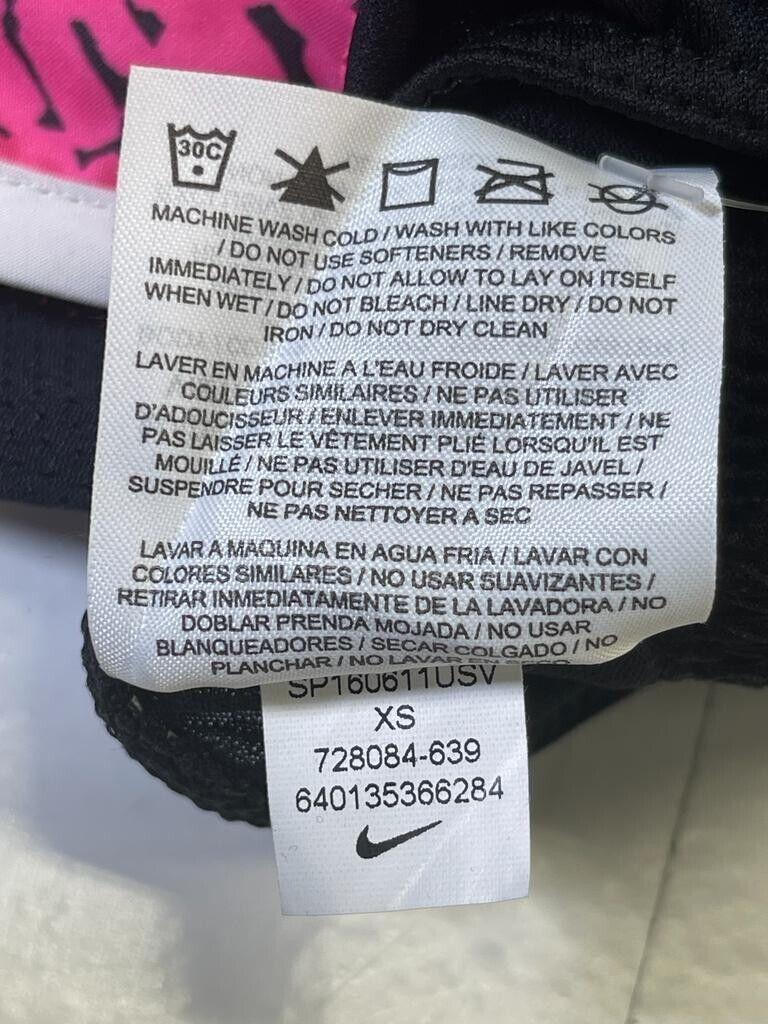 30C
MACHINE WASH COLD / WASH WITH LIKE COLORS
/ DO NOT USE SOFTENERS / REMOVE
IMMEDIATELY / DO NOT ALLOW TO LAY ON ITSELF
WHEN WET / DO NOT BLEACH / LINE DRY / DO NOT
IRON / DO NOT DRY CLEAN
LAVER EN MACHINE A L'EAU FROIDE / LAVER AVEC
COULEURS SIMILAIRES / NE PAS UTILISER
D'ADOUCISSEUR / ENLEVER IMMEDIATEMENT / NE
PAS LAISSER LE VÊTEMENT PLIÉ LORSQU'IL EST
MOUILLÉ / NE PAS UTILISER D'EAU DE JAVEL /
SUSPENDRE POUR SECHER / NE PAS REPASSER /
NE PAS NETTOYER A SEC
LAVAR A MAQUINA EN AGUA FRIA / LAVAR CON
COLORES SIMILARES / NO USAR SUAVIZANTES /
RETIRAR INMEDIATAMENTE DE LA LAVADORA / NO
DOBLAR PRENDA MOJADA / NO USAR
BLANQUEADORES / SECAR COLGADO / NO
PLANCHAR / NO LAVAR EN SECO
SP160611USV
XS
728084-639
640135366284